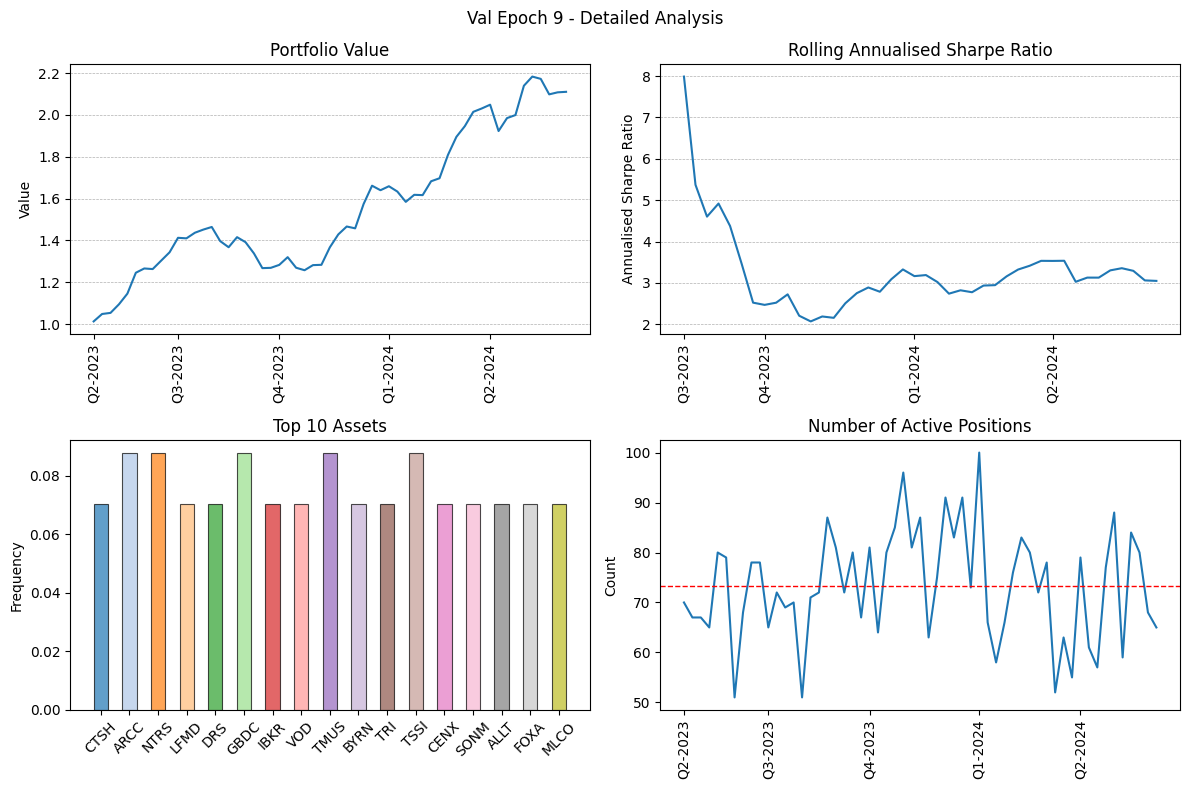 Val Epoch 9 - Detailed Analysis
Portfolio Value
Value
2.2
2.0
1.8
1.6
1.4
1.2
1.0
Q2-2023
Q3-2023
Q4-2023
Q1-2024
Q2-2024
Rolling Annualised Sharpe Ratio
Annualised Sharpe Ratio
8
7
6
5
4
3
2
Q3-2023
Q4-2023
Q1-2024
Q2-2024
Top 10 Assets
Frequency
0.08
0.06
0.04
0.02
0.00
CTSH
ARCC
NTRS
LFMD
DRS
GBDC
IBKR
VOD
TMUS
BYRN
TRI
TSSI
CENX
SONM
ALLT
FOXA
MLCO
Number of Active Positions
Count
100
90
80
70
60
50
Q2-2023
Q3-2023
Q4-2023
Q1-2024
Q2-2024